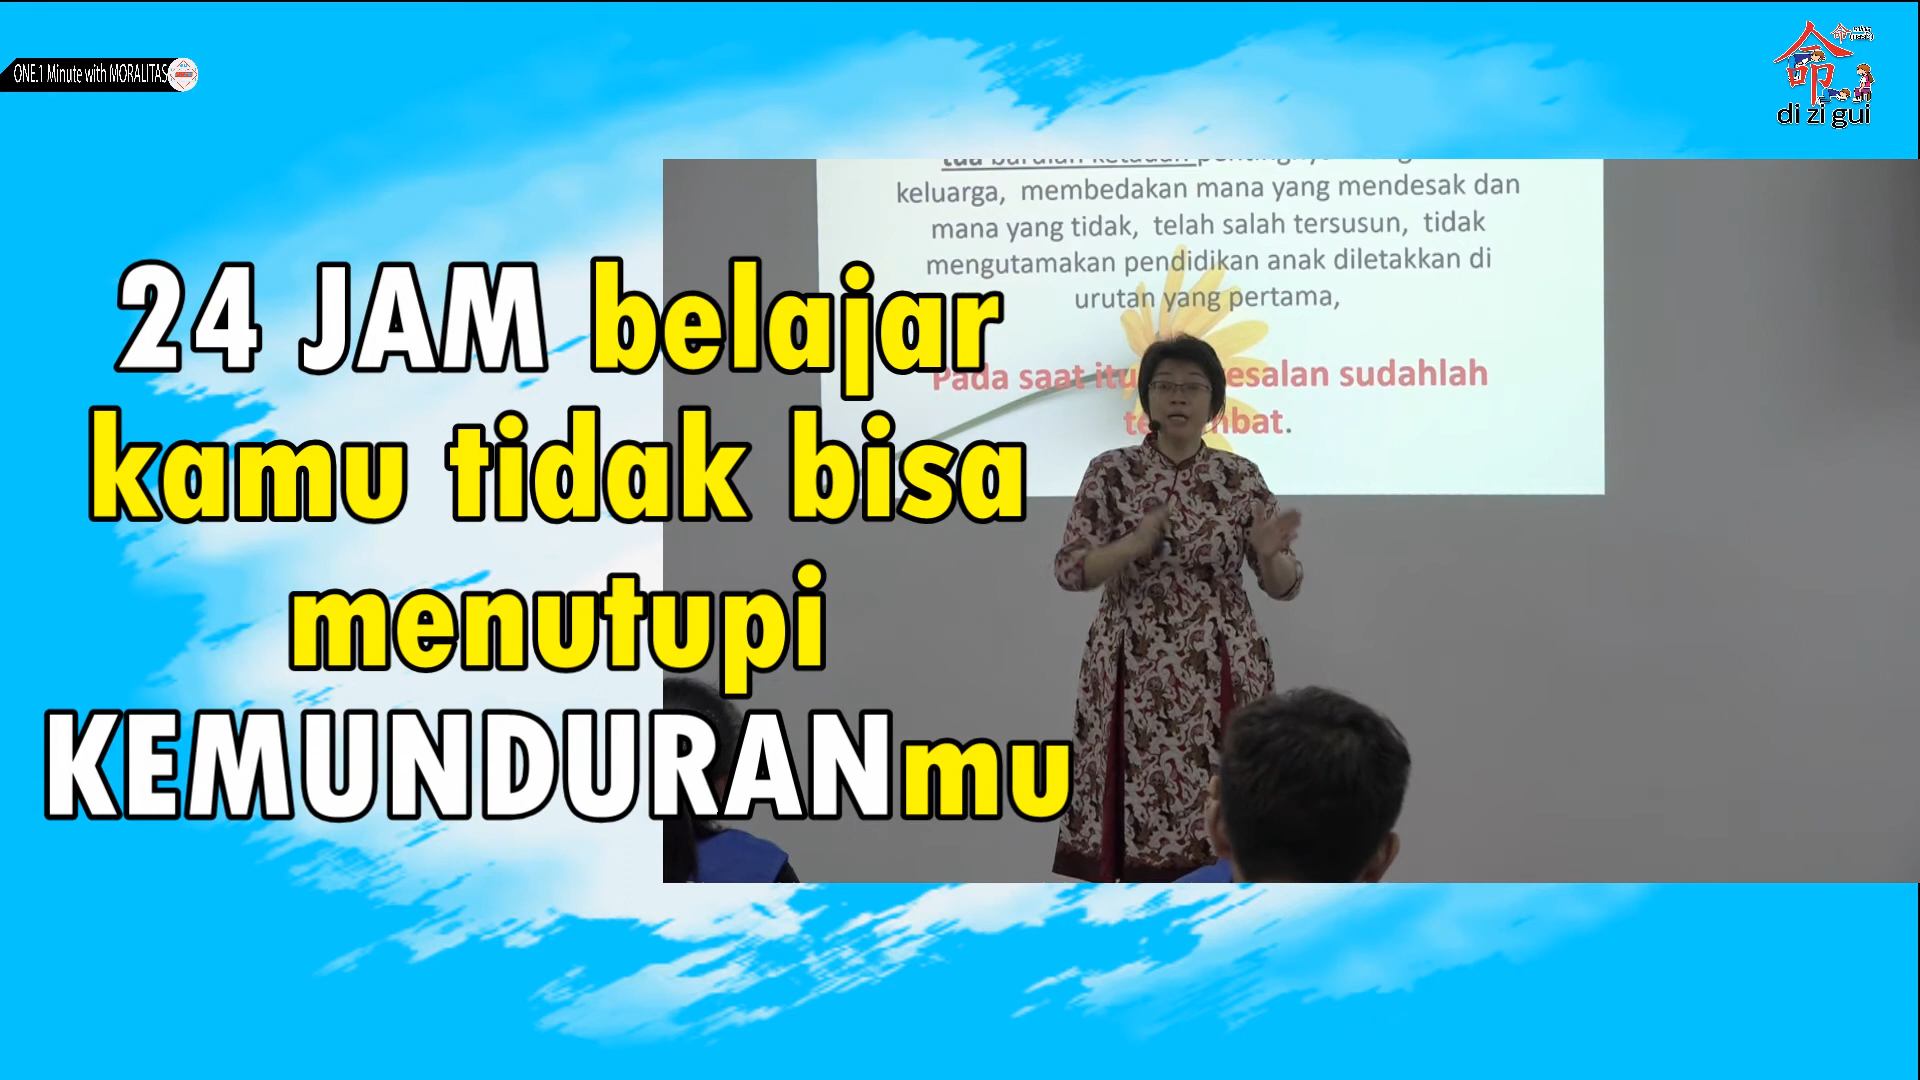 ONE.1 Minute with MORALITAS
命
di zi gui
keluarga, membedakan mana yang mendesak dan
mana yang tidak, telah salah tersusun, tidak
mengutamakan pendidikan anak diletakkan di
urutan yang pertama,
Pada saat itu sudahlah
24 JAM belajar
kamu tidak bisa
menutupi
KEMUNDURANmu